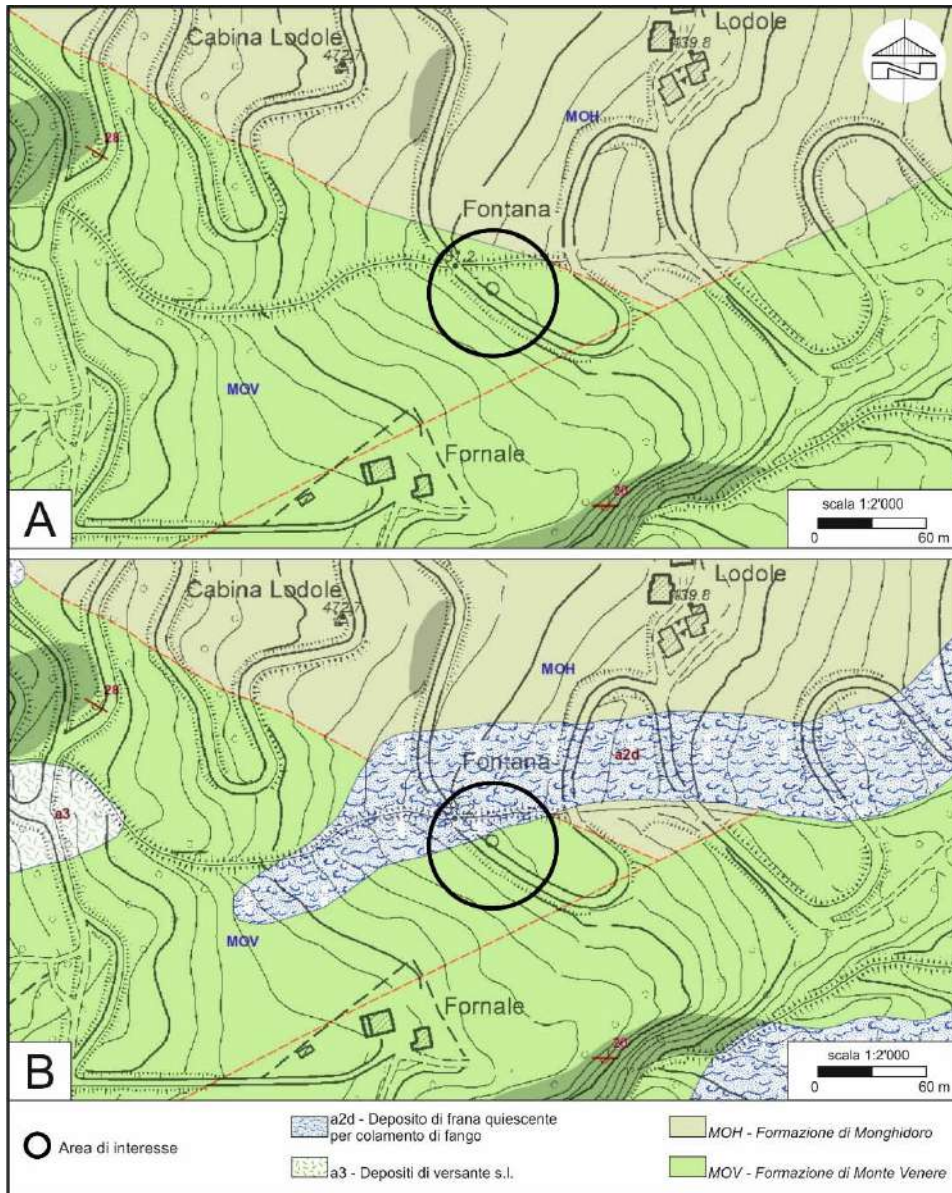 Cabina Lodole
472.7
Lodole
439.8
28
MOH
Fontana
MOV
Fornale
20
A
scala 1:2'000
0 60 m
Cabina Lodole
472.7
Lodole
439.8
28
MOH
a2d
Fontana
a3
MOV
Fornale
20
B
scala 1:2'000
0 60 m
Area di interesse
a2d - Deposito di frana quiescente
per colamento di fango
a3 - Depositi di versante s.l.
MOH - Formazione di Monghidoro
MOV - Formazione di Monte Venere